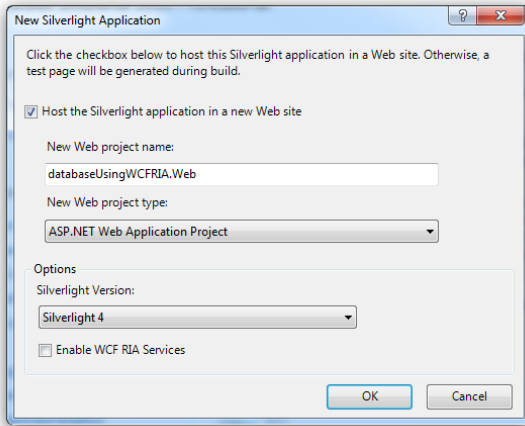 New Silverlight Application
Click the checkbox below to host this Silverlight application in a Web site. Otherwise, a
test page will be generated during build.
Host the Silverlight application in a new Web site
New Web project name:
databaseUsingWCFRIA.Web
New Web project type:
ASP.NET Web Application Project
Options
Silverlight Version:
Silverlight 4
Enable WCF RIA Services
OK
Cancel